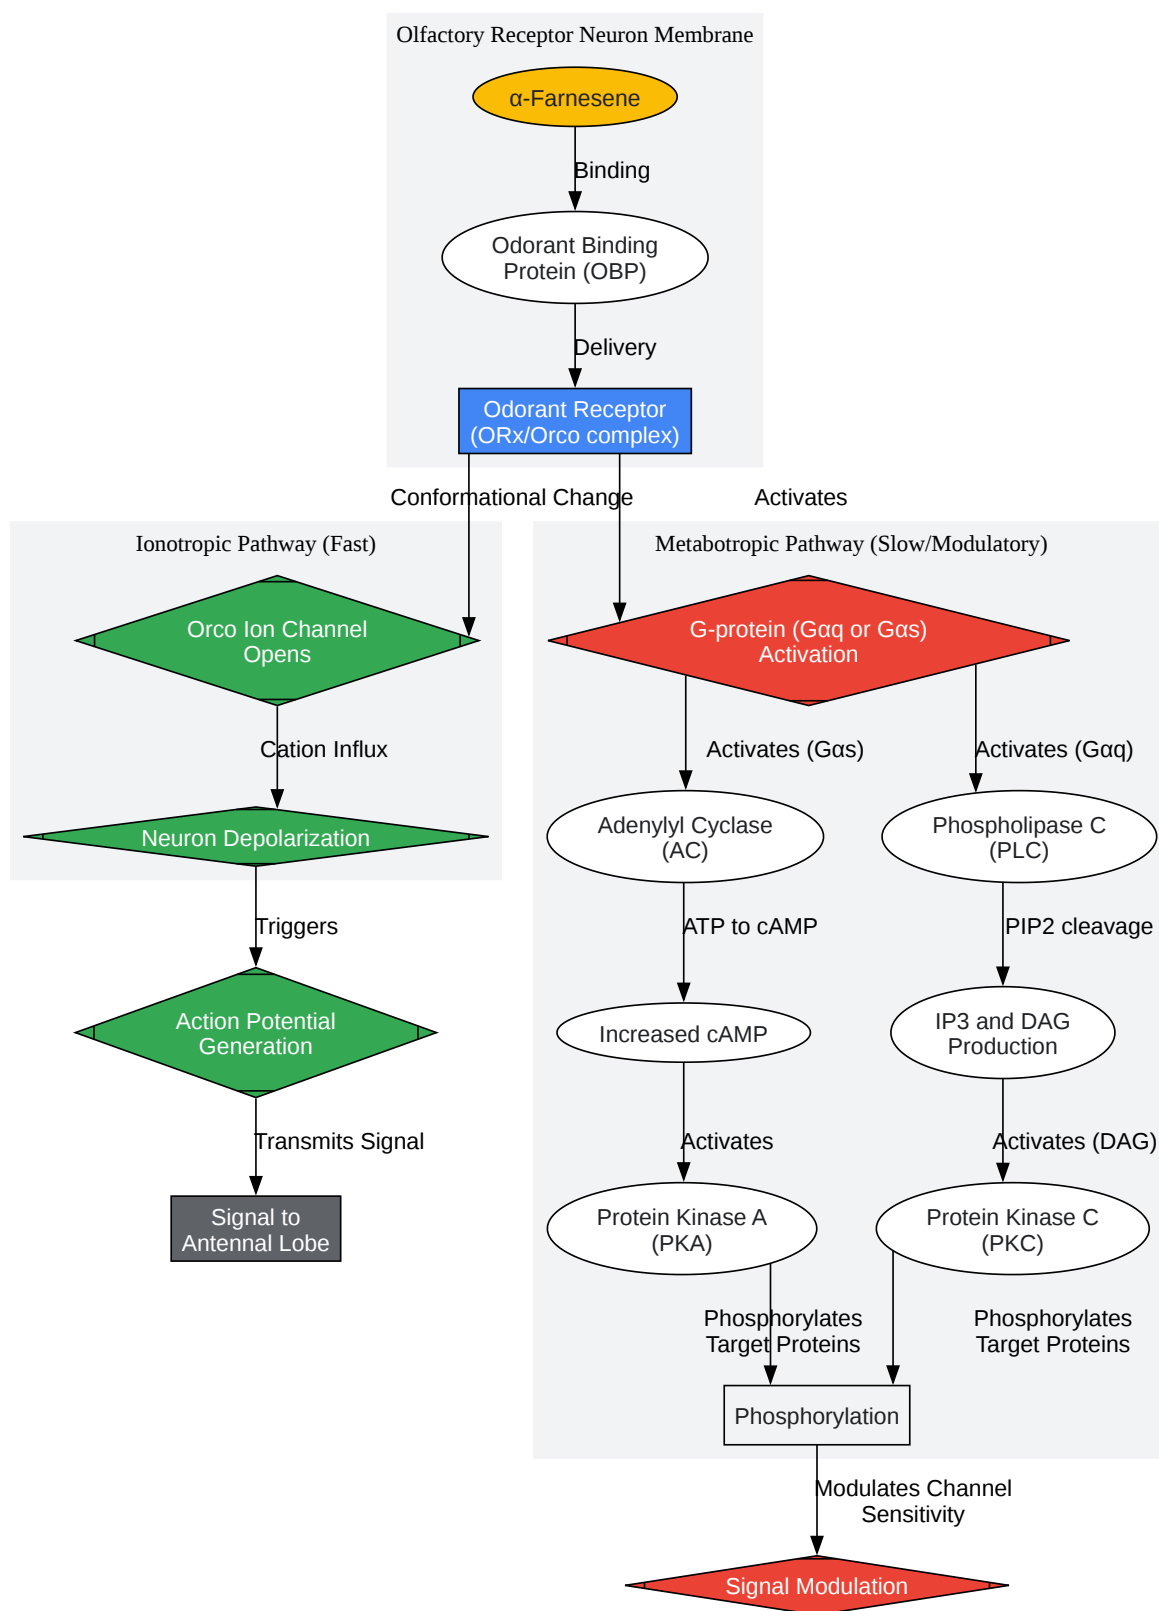 Olfactory Receptor Neuron Membrane
α-Farnesene
Binding
Odorant Binding
Protein (OBP)
Delivery
Odorant Receptor
(ORx/Orco complex)
Conformational Change
Activates
Ionotropic Pathway (Fast)
Metabotropic Pathway (Slow/Modulatory)
Orco Ion Channel
Opens
G-protein (Gαq or Gαs)
Activation
Cation Influx
Activates (Gαs)
Activates (Gαq)
Neuron Depolarization
Adenylyl Cyclase
(AC)
Phospholipase C
(PLC)
Triggers
ATP to cAMP
PIP2 cleavage
Action Potential
Generation
Increased cAMP
IP3 and DAG
Production
Transmits Signal
Activates
Activates (DAG)
Signal to
Antennal Lobe
Protein Kinase A
(PKA)
Protein Kinase C
(PKC)
Phosphorylates
Target Proteins
Phosphorylates
Target Proteins
Phosphorylation
Modulates Channel
Sensitivity
Signal Modulation